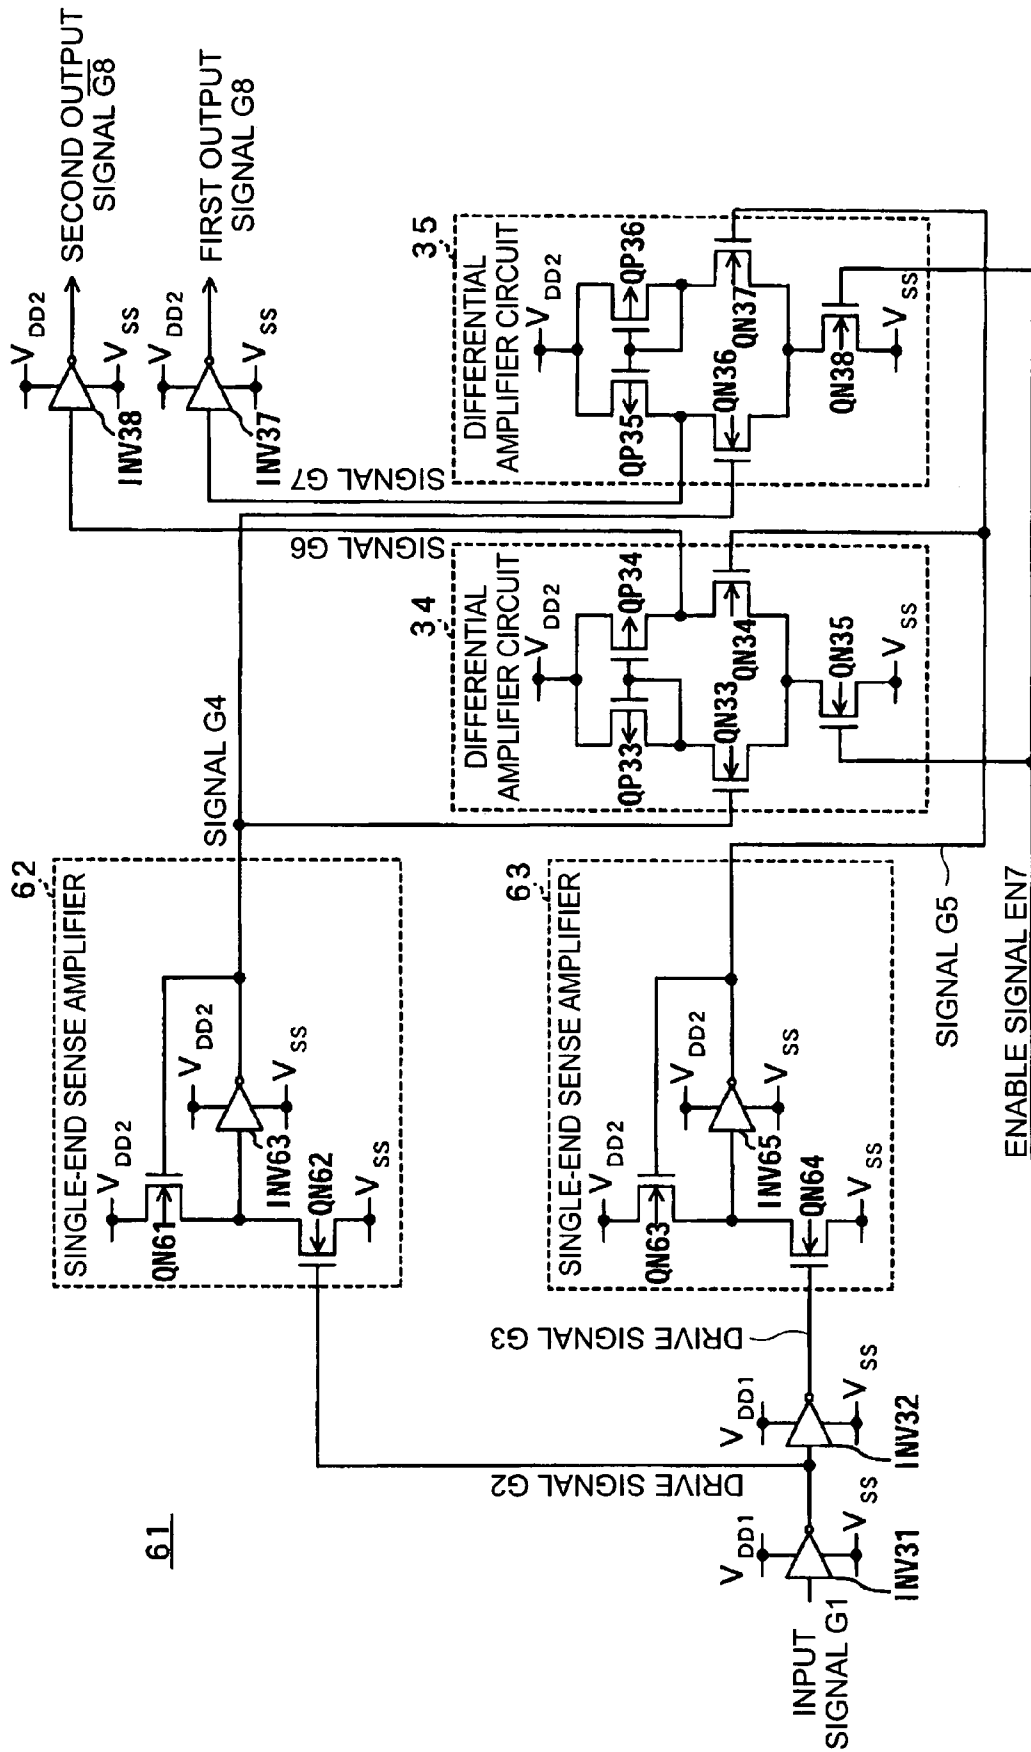 61
INPUT
SIGNAL G1
V DD1
V SS
INV31
DRIVE SIGNAL G2
V DD1
V SS
INV32
DRIVE SIGNAL G3
62
SINGLE-END SENSE AMPLIFIER
V DD2
QN61
V DD2
V SS
INV63
QN62
V SS
SIGNAL G4
63
SINGLE-END SENSE AMPLIFIER
V DD2
QN63
V DD2
V SS
INV65
QN64
V SS
SIGNAL G5
ENABLE SIGNAL EN7
34
DIFFERENTIAL
AMPLIFIER CIRCUIT
V DD2
QP33
QP34
QN33
QN34
QN35
V SS
SIGNAL G6
35
DIFFERENTIAL
AMPLIFIER CIRCUIT
V DD2
QP35
QP36
QN36
QN37
QN38
V SS
SIGNAL G7
V DD2
V SS
INV38
SECOND OUTPUT
SIGNAL G8
V DD2
V SS
INV37
FIRST OUTPUT
SIGNAL G8